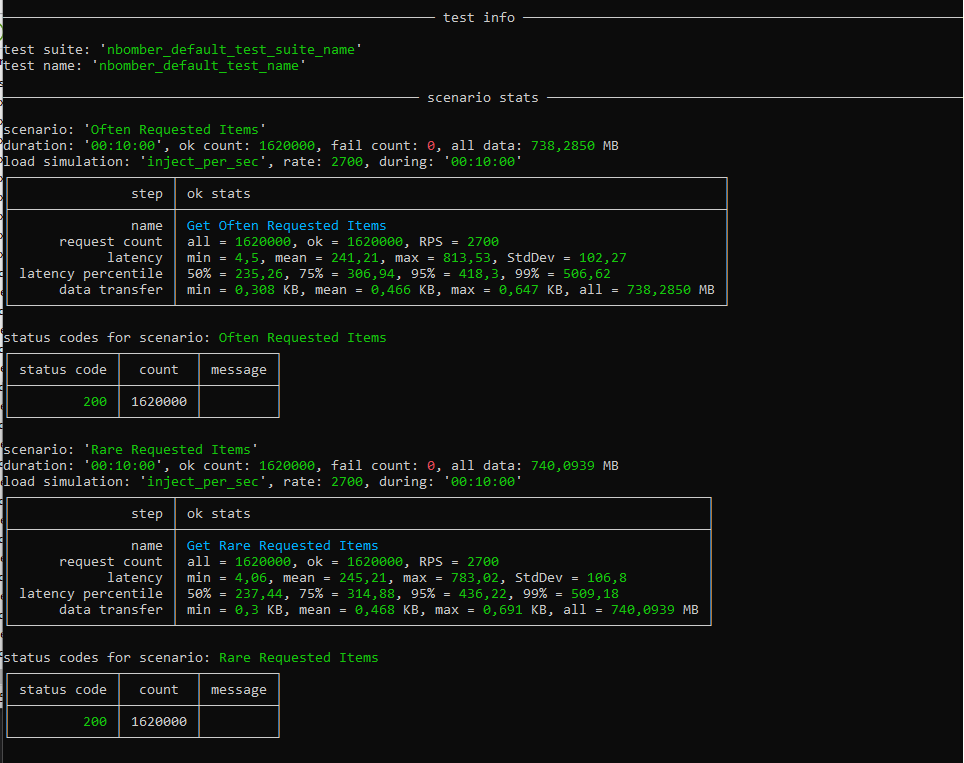 test info
test suite: 'nbomber_default_test_suite_name'
test name: 'nbomber_default_test_name'
scenario stats
scenario: 'Often Requested Items'
duration: '00:10:00', ok count: 1620000, fail count: 0, all data: 738,2850 MB
load simulation: 'inject_per_sec', rate: 2700, during: '00:10:00'
step ok stats
name Get Often Requested Items
request count all = 1620000, ok = 1620000, RPS = 2700
latency min = 4,5, mean = 241,21, max = 813,53, StdDev = 102,27
latency percentile 50% = 235,26, 75% = 306,94, 95% = 418,3, 99% = 506,62
data transfer min = 0,308 KB, mean = 0,466 KB, max = 0,647 KB, all = 738,2850 MB
status codes for scenario: Often Requested Items
status code count message
200 1620000
scenario: 'Rare Requested Items'
duration: '00:10:00', ok count: 1620000, fail count: 0, all data: 740,0939 MB
load simulation: 'inject_per_sec', rate: 2700, during: '00:10:00'
step ok stats
name Get Rare Requested Items
request count all = 1620000, ok = 1620000, RPS = 2700
latency min = 4,06, mean = 245,21, max = 783,02, StdDev = 106,8
latency percentile 50% = 237,44, 75% = 314,88, 95% = 436,22, 99% = 509,18
data transfer min = 0,3 KB, mean = 0,468 KB, max = 0,691 KB, all = 740,0939 MB
status codes for scenario: Rare Requested Items
status code count message
200 1620000